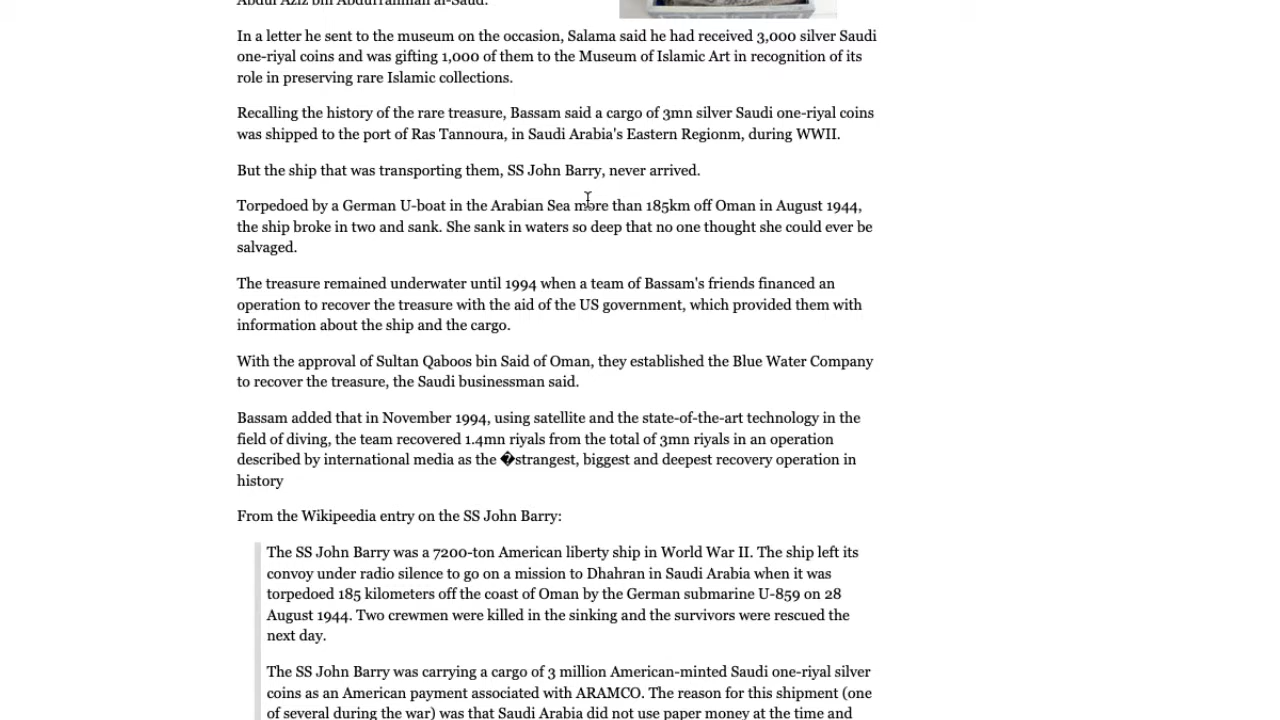 Abdul Aziz bin Abdurrahman al-Saud.
In a letter he sent to the museum on the occasion, Salama said he had received 3,000 silver Saudi
one-riyal coins and was gifting 1,000 of them to the Museum of Islamic Art in recognition of its
role in preserving rare Islamic collections.
Recalling the history of the rare treasure, Bassam said a cargo of 3mn silver Saudi one-riyal coins
was shipped to the port of Ras Tannoura, in Saudi Arabia's Eastern Regionm, during WWII.
But the ship that was transporting them, SS John Barry, never arrived.
Torpedoed by a German U-boat in the Arabian Sea more than 185km off Oman in August 1944,
the ship broke in two and sank. She sank in waters so deep that no one thought she could ever be
salvaged.
The treasure remained underwater until 1994 when a team of Bassam's friends financed an
operation to recover the treasure with the aid of the US government, which provided them with
information about the ship and the cargo.
With the approval of Sultan Qaboos bin Said of Oman, they established the Blue Water Company
to recover the treasure, the Saudi businessman said.
Bassam added that in November 1994, using satellite and the state-of-the-art technology in the
field of diving, the team recovered 1.4mn riyals from the total of 3mn riyals in an operation
described by international media as the �strangest, biggest and deepest recovery operation in
history
From the Wikipeedia entry on the SS John Barry:
The SS John Barry was a 7200-ton American liberty ship in World War II. The ship left its
convoy under radio silence to go on a mission to Dhahran in Saudi Arabia when it was
torpedoed 185 kilometers off the coast of Oman by the German submarine U-859 on 28
August 1944. Two crewmen were killed in the sinking and the survivors were rescued the
next day.
The SS John Barry was carrying a cargo of 3 million American-minted Saudi one-riyal silver
coins as an American payment associated with ARAMCO. The reason for this shipment (one
of several during the war) was that Saudi Arabia did not use paper money at the time and